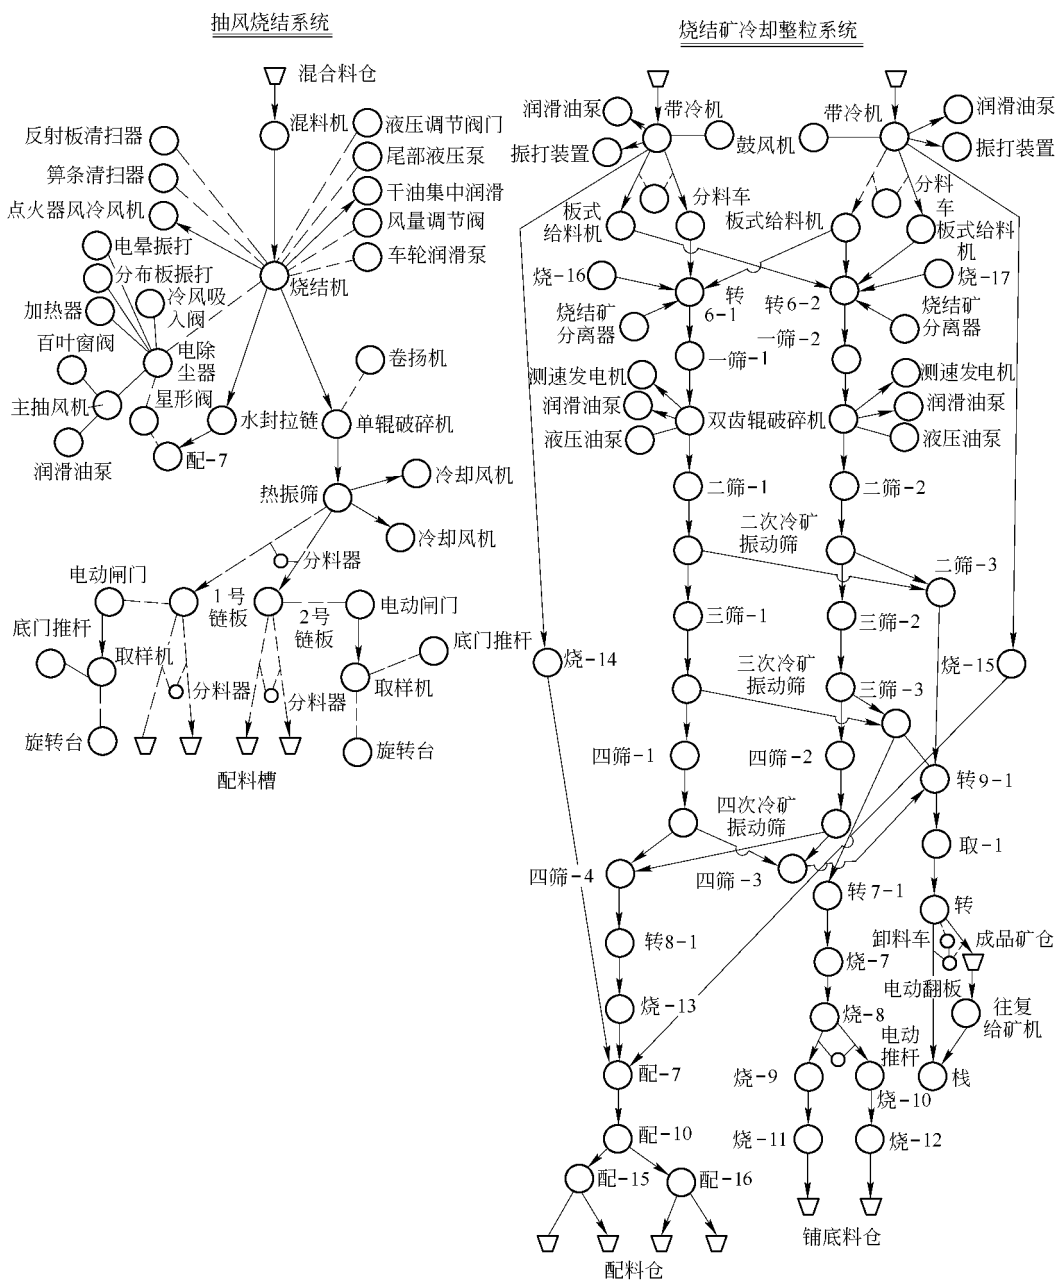 抽风烧结系统
混合料仓
混料机
反射板清扫器
箅条清扫器
点火器风冷风机
液压调节阀门
尾部液压泵
干油集中润滑
风量调节阀
车轮润滑泵
烧结机
电晕振打
分布板振打
加热器
冷风吸
入阀
百叶窗阀
电除
尘器
主抽风机
星形阀
润滑油泵
配-7
水封拉链
卷扬机
单辊破碎机
热振筛
冷却风机
冷却风机
分料器
电动闸门
1号
链板
2号
链板
电动闸门
底门推杆
取样机
分料器
分料器
底门推杆
取样机
旋转台
旋转台
配料槽
烧结矿冷却整粒系统
润滑油泵
带冷机
振打装置
鼓风机
带冷机
润滑油泵
振打装置
板式
给料机
分料车
板式给料机
分料
车
板式给料
机
烧-16
转
6-1
转6-2
烧-17
烧结矿
分离器
烧结矿
分离器
一筛-1
一筛-2
测速发电机
润滑油泵
液压油泵
双齿辊破碎机
测速发电机
润滑油泵
液压油泵
二筛-1
二筛-2
二次冷矿
振动筛
二筛-3
三筛-1
三筛-2
烧-14
三次冷矿
振动筛
三筛-3
烧-15
四筛-1
四筛-2
转9-1
四次冷矿
振动筛
取-1
四筛-4
四筛-3
转7-1
转
转8-1
卸料车
成品矿仓
烧-7
电动翻板
烧-13
烧-8
往复
给矿机
电动
推杆
配-7
烧-9
烧-10
栈
配-10
烧-11
烧-12
配-15
配-16
铺底料仓
配料仓